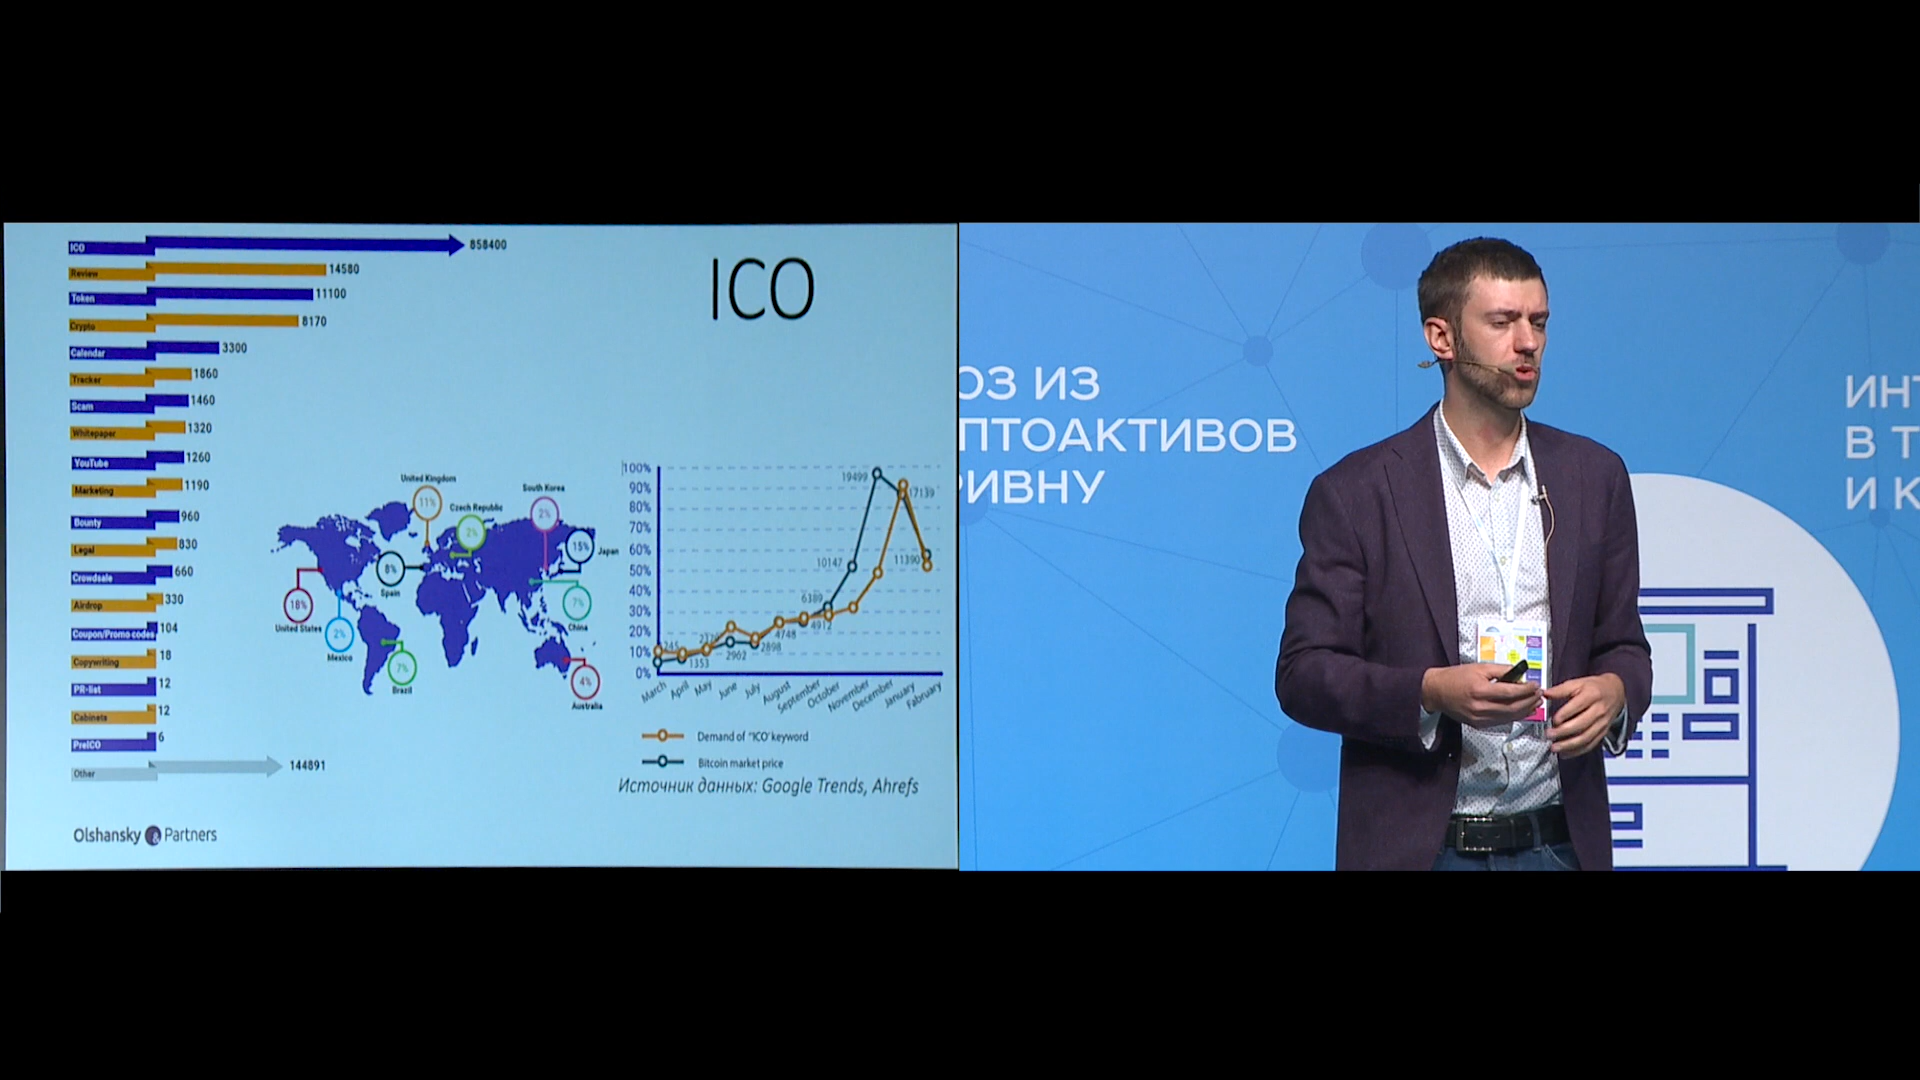 ICO 858400
Review 14580
Token 11100
Crypto 8170
Calendar 3300
Tracker 1860
Scam 1460
Whitepaper 1320
YouTube 1260
Marketing 1190
Bounty 960
Legal 830
Crowdsale 660
Airdrop 330
Coupon/Promo codes 104
Copywriting 18
PR-list 12
Cabinets 12
PreICO 6
Other 144891
Olshansky & Partners
ICO
United Kingdom
11%
Czech Republic
2%
South Korea
2%
15% Japan
8%
Spain
18%
United States
2%
Mexico
7%
Brazil
7%
China
4%
Australia
100%
90%
80%
70%
60%
50%
40%
30%
20%
10%
0%
1353
2962
2898
4748
4912
6389
10147
19499
17139
11390
March April May June July August September October November December January Fabruary
Demand of "ICO' keyword
Bitcoin market price
Источник данных: Google Trends, Ahrefs
ОЗ ИЗ
ПТОАКТИВОВ
РИВНУ
ИНТ
В Т
И К